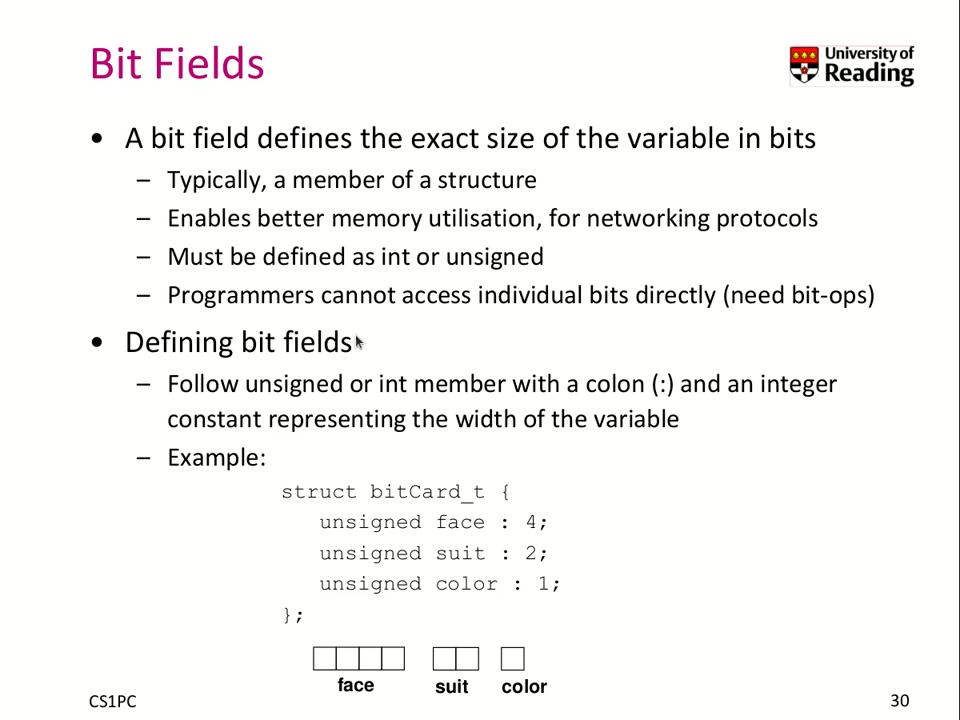 Bit Fields
University of
Reading
• A bit field defines the exact size of the variable in bits
– Typically, a member of a structure
– Enables better memory utilisation, for networking protocols
– Must be defined as int or unsigned
– Programmers cannot access individual bits directly (need bit-ops)
• Defining bit fields
– Follow unsigned or int member with a colon (:) and an integer
constant representing the width of the variable
– Example:
struct bitCard_t {
unsigned face : 4;
unsigned suit : 2;
unsigned color : 1;
};
face suit color
CS1PC 30